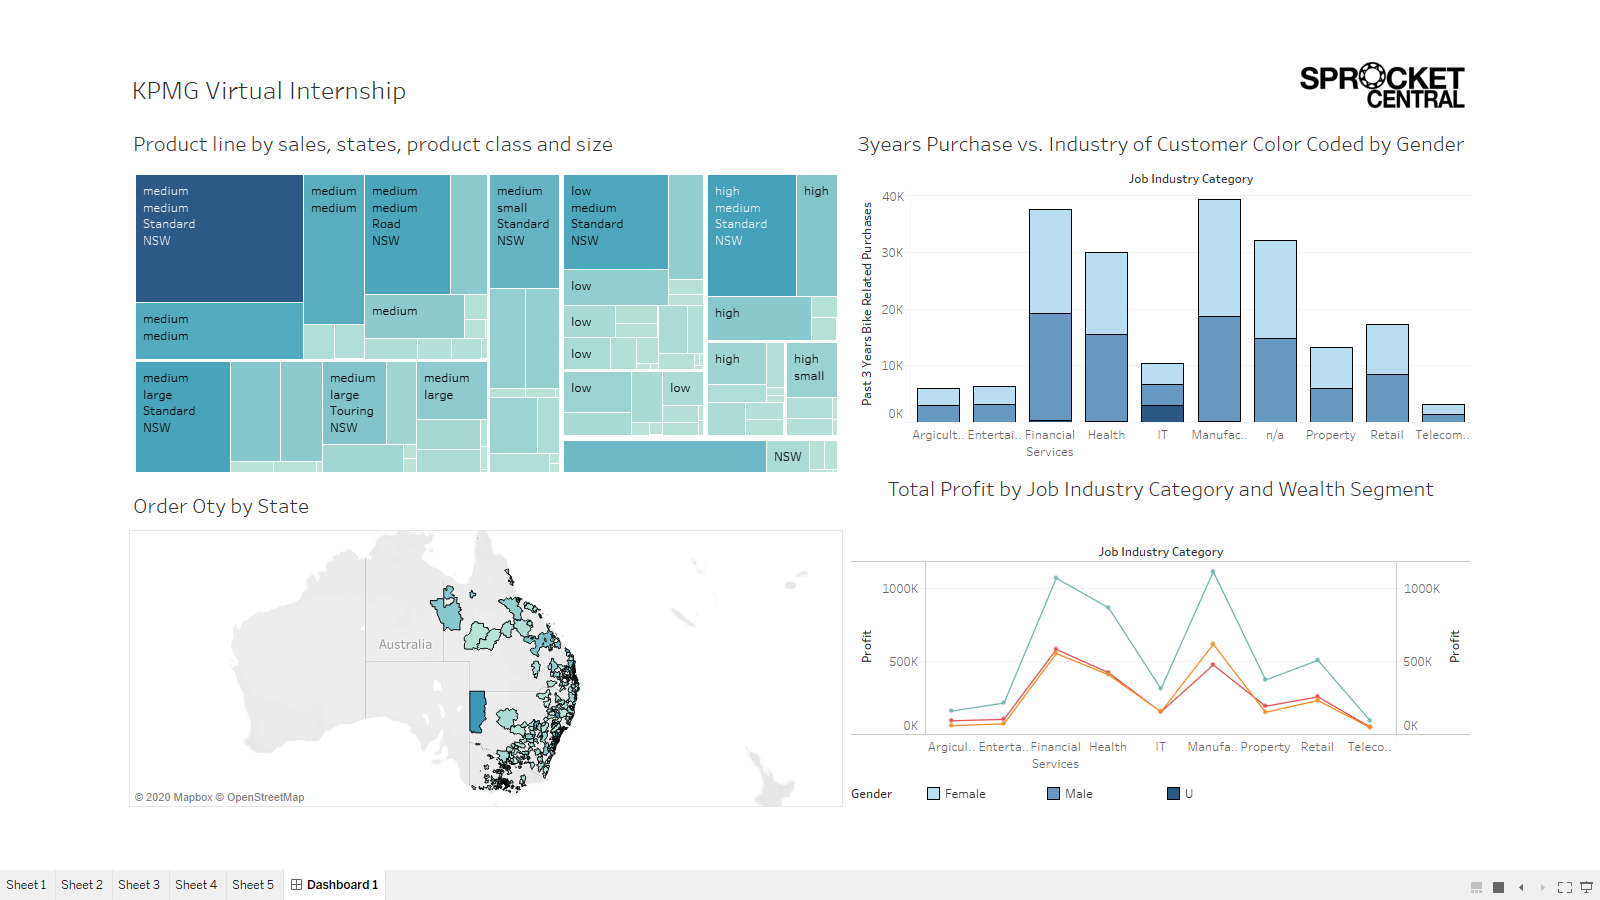 KPMG Virtual Internship
SPROCKET
CENTRAL
Product line by sales, states, product class and size
medium
medium
Standard
NSW
medium
medium
medium
medium
Road
NSW
medium
small
Standard
NSW
low
medium
Standard
NSW
high
medium
Standard
NSW
high
medium
medium
medium
low
low
low
low
low
high
high
high
small
medium
large
Standard
NSW
medium
large
Touring
NSW
medium
large
NSW
3years Purchase vs. Industry of Customer Color Coded by Gender
Job Industry Category
Past 3 Years Bike Related Purchases
40K
30K
20K
10K
0K
Argicult..
Entertai..
Financial
Services
Health
IT
Manufac..
n/a
Property
Retail
Telecom..
Order Oty by State
Australia
© 2020 Mapbox © OpenStreetMap
Total Profit by Job Industry Category and Wealth Segment
Job Industry Category
Profit
1000K
500K
0K
1000K
500K
0K
Profit
Argicul..
Enterta..
Financial
Services
Health
IT
Manufa..
Property
Retail
Teleco..
Gender
Female
Male
U
Sheet 1
Sheet 2
Sheet 3
Sheet 4
Sheet 5
Dashboard 1